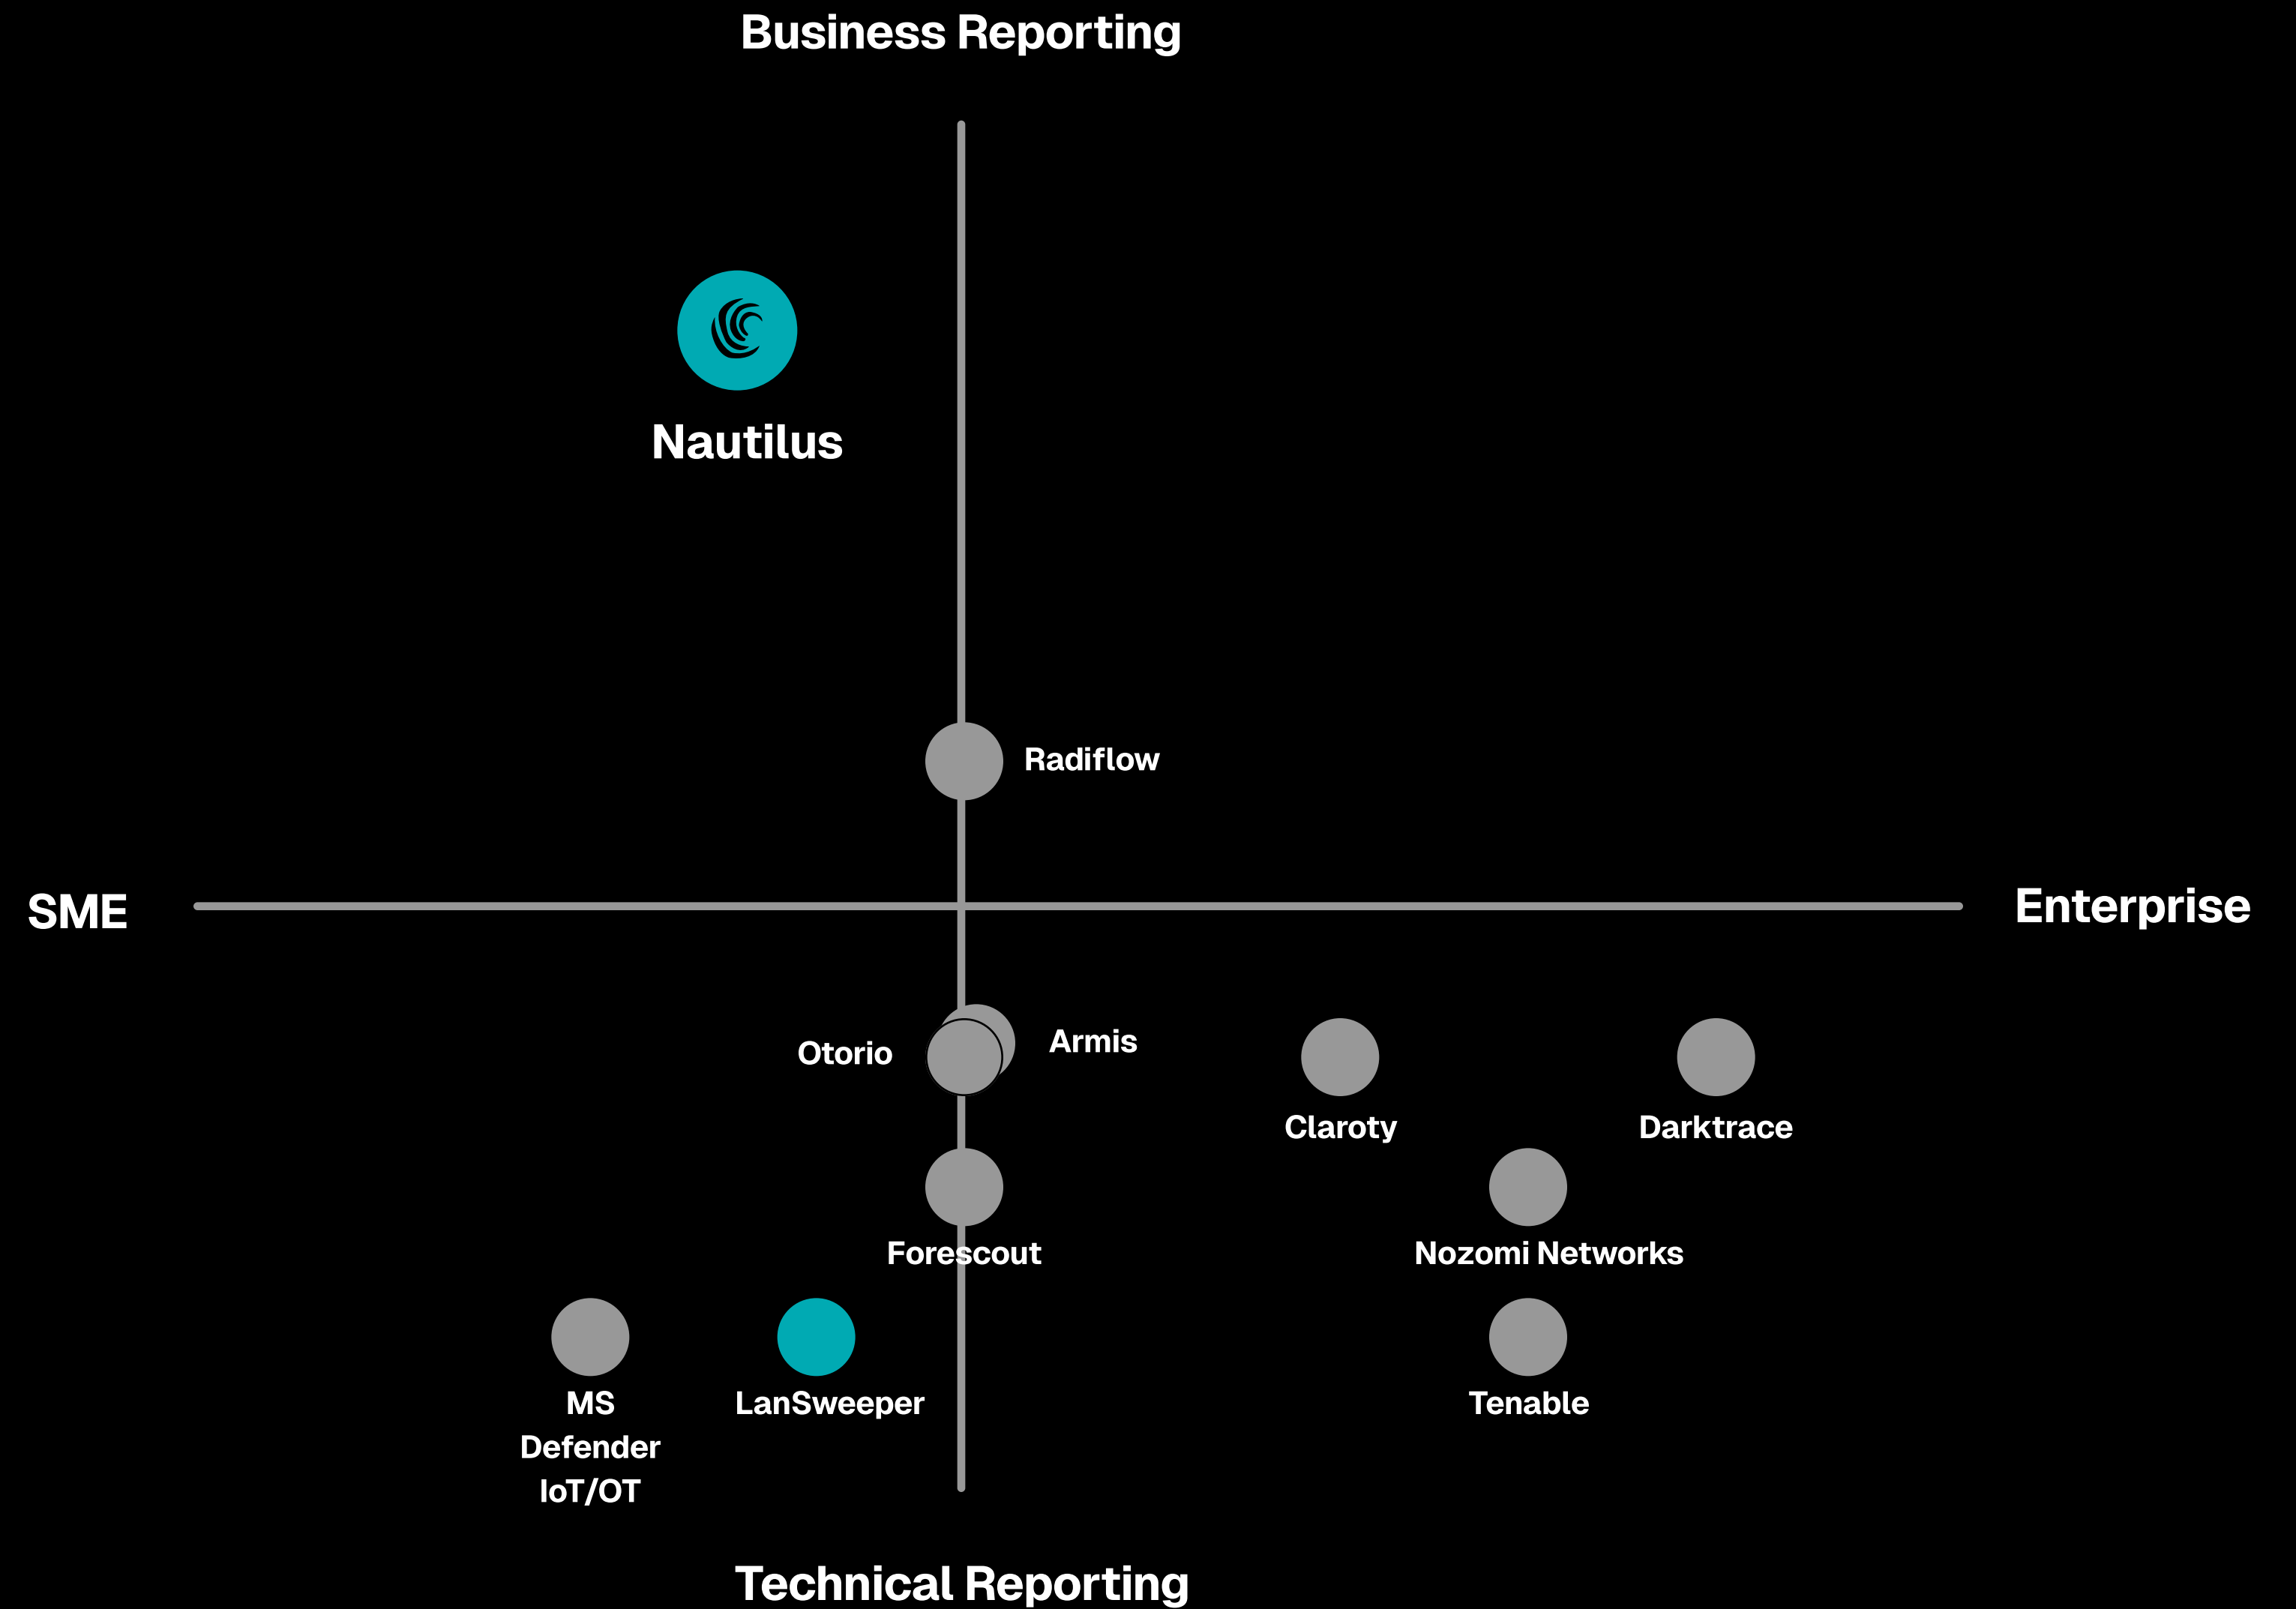 Business Reporting
Nautilus
Radiflow
SME
Enterprise
Otorio
Armis
Claroty
Darktrace
Forescout
Nozomi Networks
MS
Defender
IoT/OT
LanSweeper
Tenable
Technical Reporting